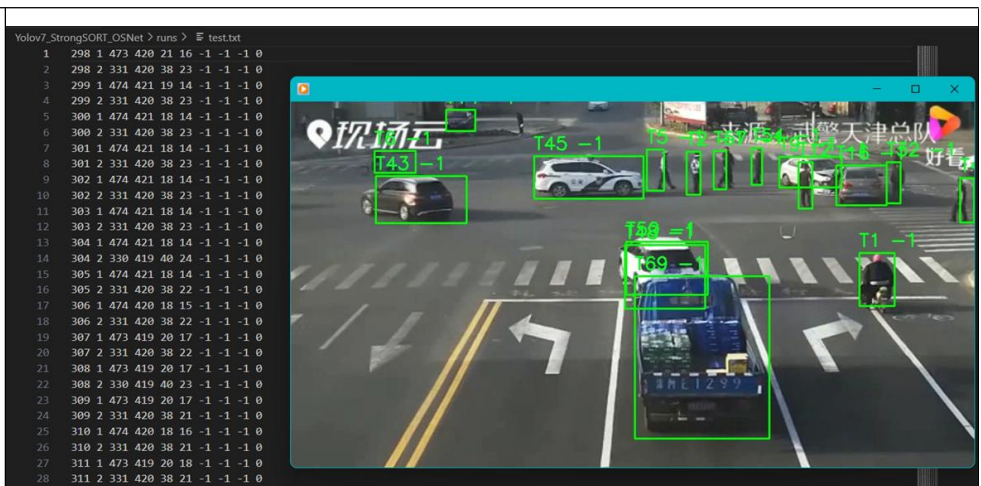 Yolov7_StrongSORT_OSNet > runs > test.txt
1 298 1 473 420 21 16 -1 -1 -1 0
2 298 2 331 420 38 23 -1 -1 -1 0
3 299 1 474 421 19 14 -1 -1 -1 0
4 299 2 331 420 38 23 -1 -1 -1 0
5 300 1 474 421 18 14 -1 -1 -1 0
6 300 2 331 420 38 23 -1 -1 -1 0
7 301 1 474 421 18 14 -1 -1 -1 0
8 301 2 331 420 38 23 -1 -1 -1 0
9 302 1 474 421 18 14 -1 -1 -1 0
10 302 2 331 420 38 23 -1 -1 -1 0
11 303 1 474 421 18 14 -1 -1 -1 0
12 303 2 331 420 38 23 -1 -1 -1 0
13 304 1 474 421 18 14 -1 -1 -1 0
14 304 2 330 419 40 24 -1 -1 -1 0
15 305 1 474 421 18 14 -1 -1 -1 0
16 305 2 331 420 38 22 -1 -1 -1 0
17 306 1 474 420 18 15 -1 -1 -1 0
18 306 2 331 420 38 22 -1 -1 -1 0
19 307 1 473 419 20 17 -1 -1 -1 0
20 307 2 331 420 38 22 -1 -1 -1 0
21 308 1 473 419 20 17 -1 -1 -1 0
22 308 2 330 419 40 23 -1 -1 -1 0
23 309 1 473 419 20 17 -1 -1 -1 0
24 309 2 331 420 38 21 -1 -1 -1 0
25 310 1 474 420 18 16 -1 -1 -1 0
26 310 2 331 420 38 21 -1 -1 -1 0
27 311 1 473 419 20 18 -1 -1 -1 0
28 311 2 331 420 38 21 -1 -1 -1 0
现场云
天津总队
好看
T45 -1
T5
T43 -1
T69 -1
T1 -1